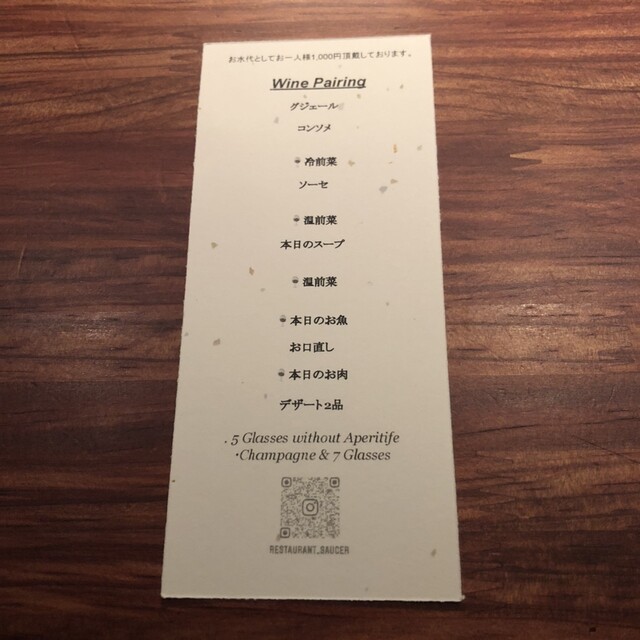 お水代としてお一人様1,000円頂戴しております。
Wine Pairing
グジェール
コンソメ
🍷冷前菜
ソーセ
🍷温前菜
本日のスープ
🍷温前菜
🍷本日のお魚
お口直し
🍷本日のお肉
デザート2品
. 5 Glasses without Aperitife
・Champagne & 7 Glasses
RESTAURANT_SAUCER